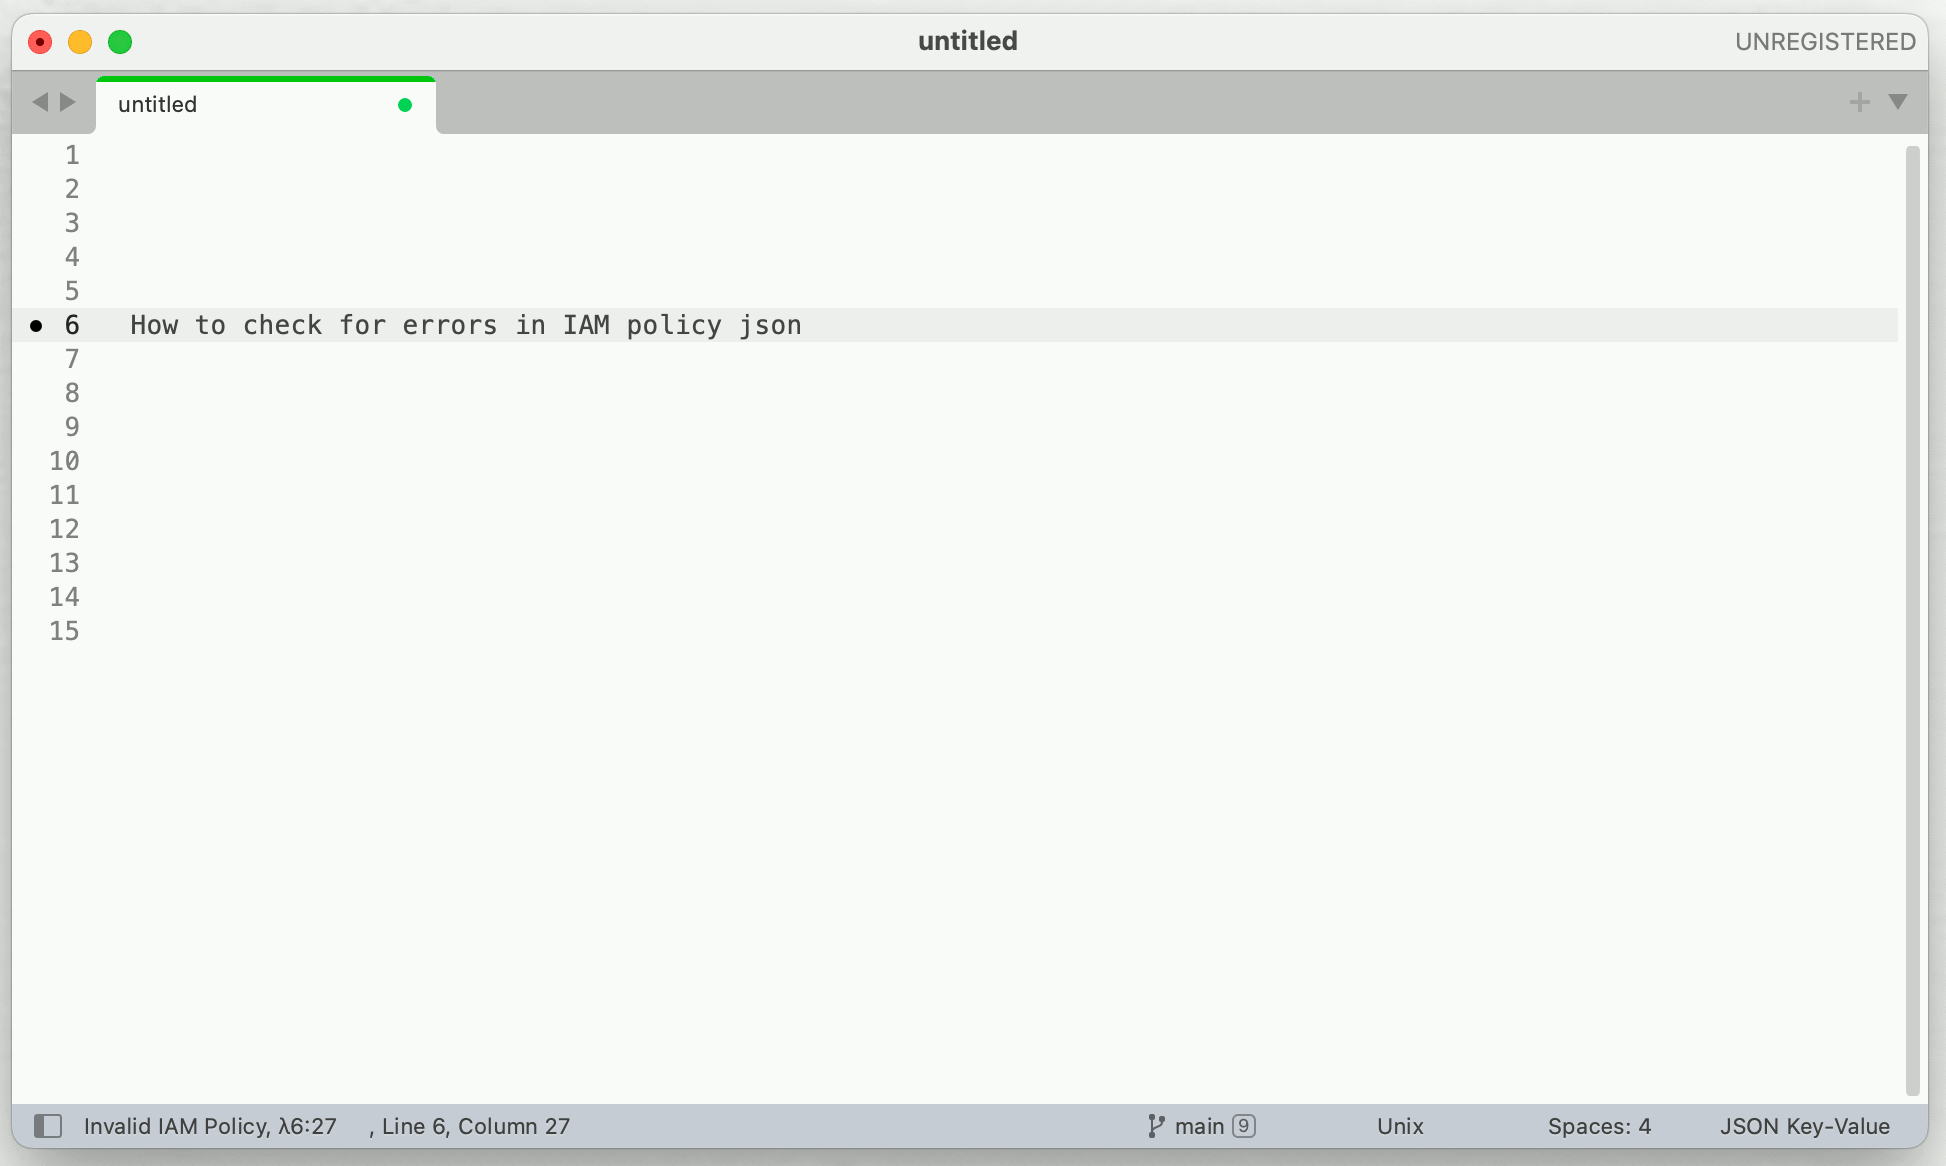 untitled
UNREGISTERED
untitled
1
2
3
4
5
6 How to check for errors in IAM policy json
7
8
9
10
11
12
13
14
15
Invalid IAM Policy, λ6:27 , Line 6, Column 27 main 9 Unix Spaces: 4 JSON Key-Value